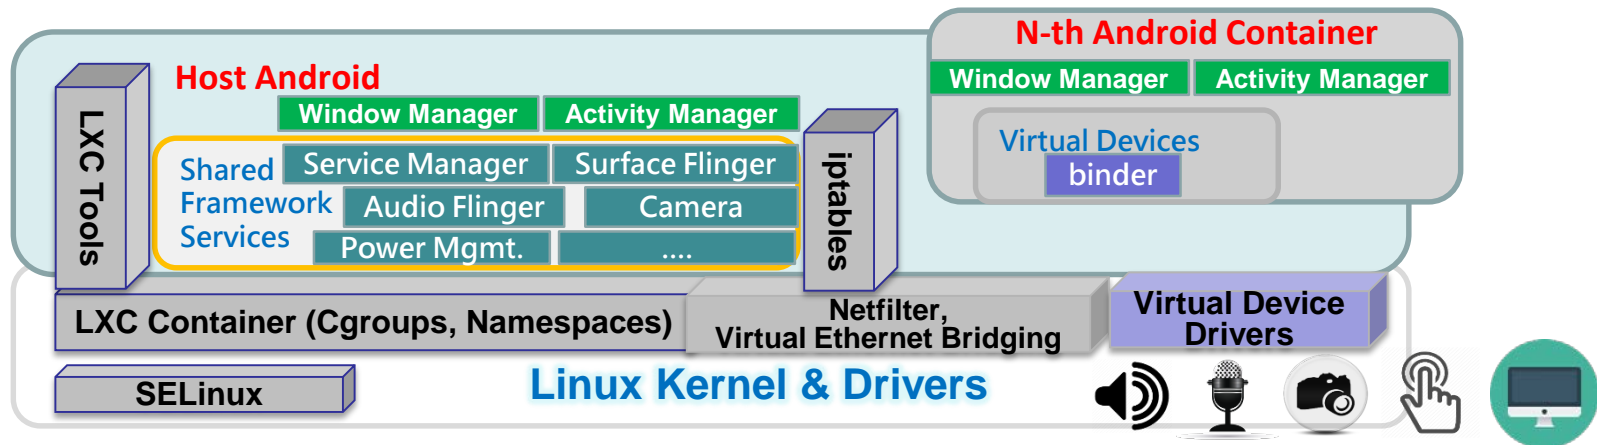 N-th Android Container
Window Manager
Activity Manager
Virtual Devices
binder
Host Android
Window Manager
Activity Manager
LXC Tools
Shared
Framework
Services
Service Manager
Surface Flinger
Audio Flinger
Camera
Power Mgmt.
....
iptables
LXC Container (Cgroups, Namespaces)
Netfilter,
Virtual Ethernet Bridging
Virtual Device
Drivers
SELinux
Linux Kernel & Drivers